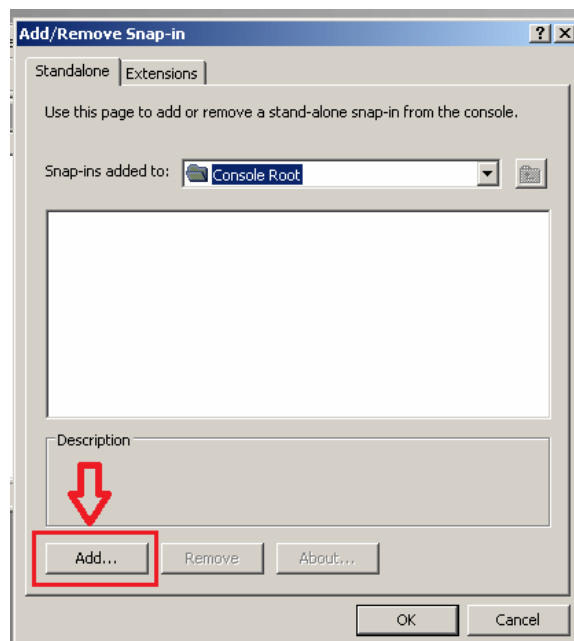 Add/Remove Snap-in
Standalone Extensions
Use this page to add or remove a stand-alone snap-in from the console.
Snap-ins added to: Console Root
Description
Add... Remove About...
OK Cancel